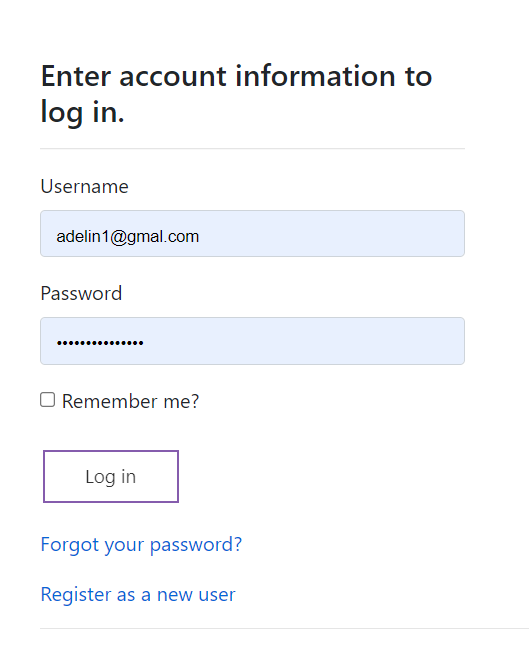 Enter account information to
log in.
Username
adelin1@gmal.com
Password
•••••••••••••••
Remember me?
Log in
Forgot your password?
Register as a new user